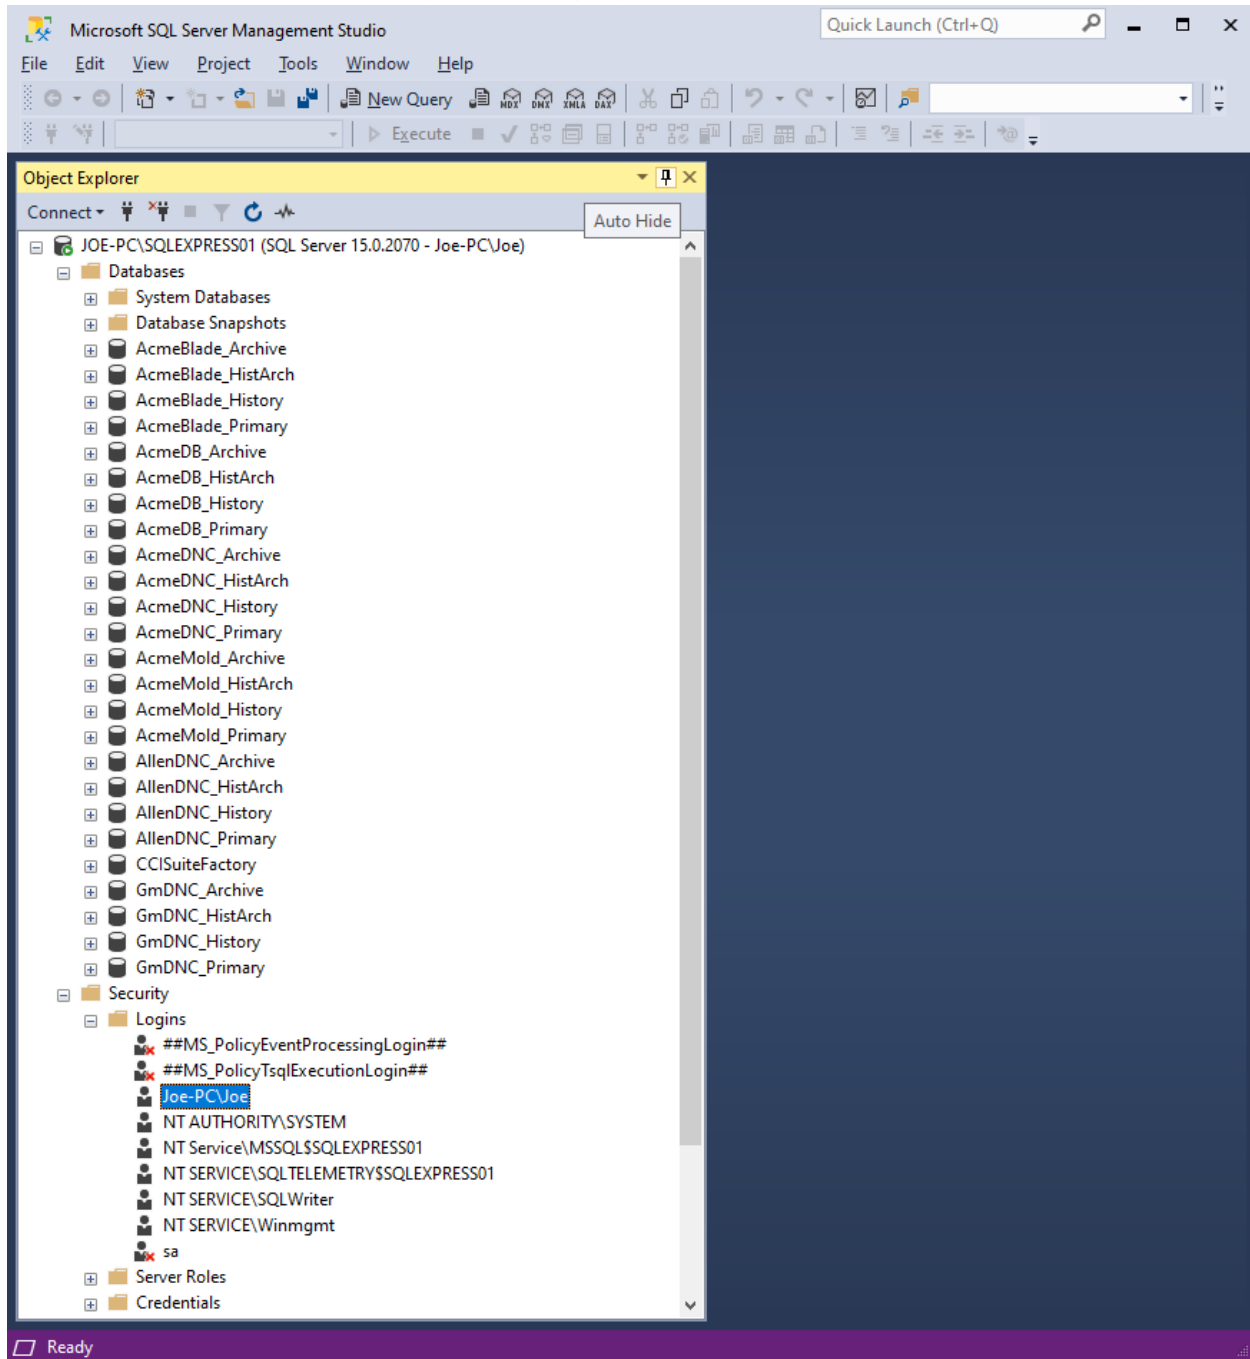 Microsoft SQL Server Management Studio
Quick Launch (Ctrl+Q)
File Edit View Project Tools Window Help
New Query MDX DMX XMLA DAX
Execute
Object Explorer
Connect
Auto Hide
JOE-PC\SQLEXPRESS01 (SQL Server 15.0.2070 - Joe-PC\Joe)
Databases
System Databases
Database Snapshots
AcmeBlade_Archive
AcmeBlade_HistArch
AcmeBlade_History
AcmeBlade_Primary
AcmeDB_Archive
AcmeDB_HistArch
AcmeDB_History
AcmeDB_Primary
AcmeDNC_Archive
AcmeDNC_HistArch
AcmeDNC_History
AcmeDNC_Primary
AcmeMold_Archive
AcmeMold_HistArch
AcmeMold_History
AcmeMold_Primary
AllenDNC_Archive
AllenDNC_HistArch
AllenDNC_History
AllenDNC_Primary
CCISuiteFactory
GmDNC_Archive
GmDNC_HistArch
GmDNC_History
GmDNC_Primary
Security
Logins
##MS_PolicyEventProcessingLogin##
##MS_PolicyTsqlExecutionLogin##
Joe-PC\Joe
NT AUTHORITY\SYSTEM
NT Service\MSSQL$SQLEXPRESS01
NT SERVICE\SQLTELEMETRY$SQLEXPRESS01
NT SERVICE\SQLWriter
NT SERVICE\Winmgmt
sa
Server Roles
Credentials
Ready